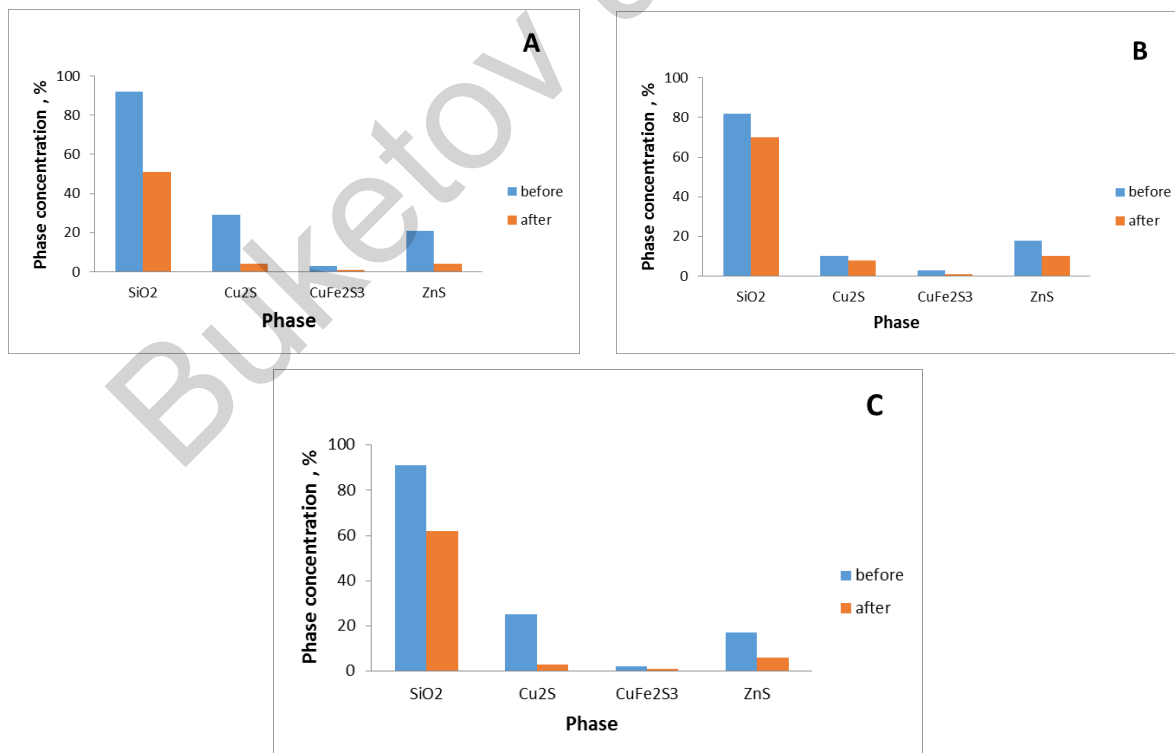 A
Phase concentration , %
100
80
60
40
20
0
SiO2 Cu2S CuFe2S3 ZnS
Phase
before
after
B
Phase concentration , %
100
80
60
40
20
0
SiO2 Cu2S CuFe2S3 ZnS
Phase
before
after
C
Phase concentration , %
100
80
60
40
20
0
SiO2 Cu2S CuFe2S3 ZnS
Phase
before
after
Buketov